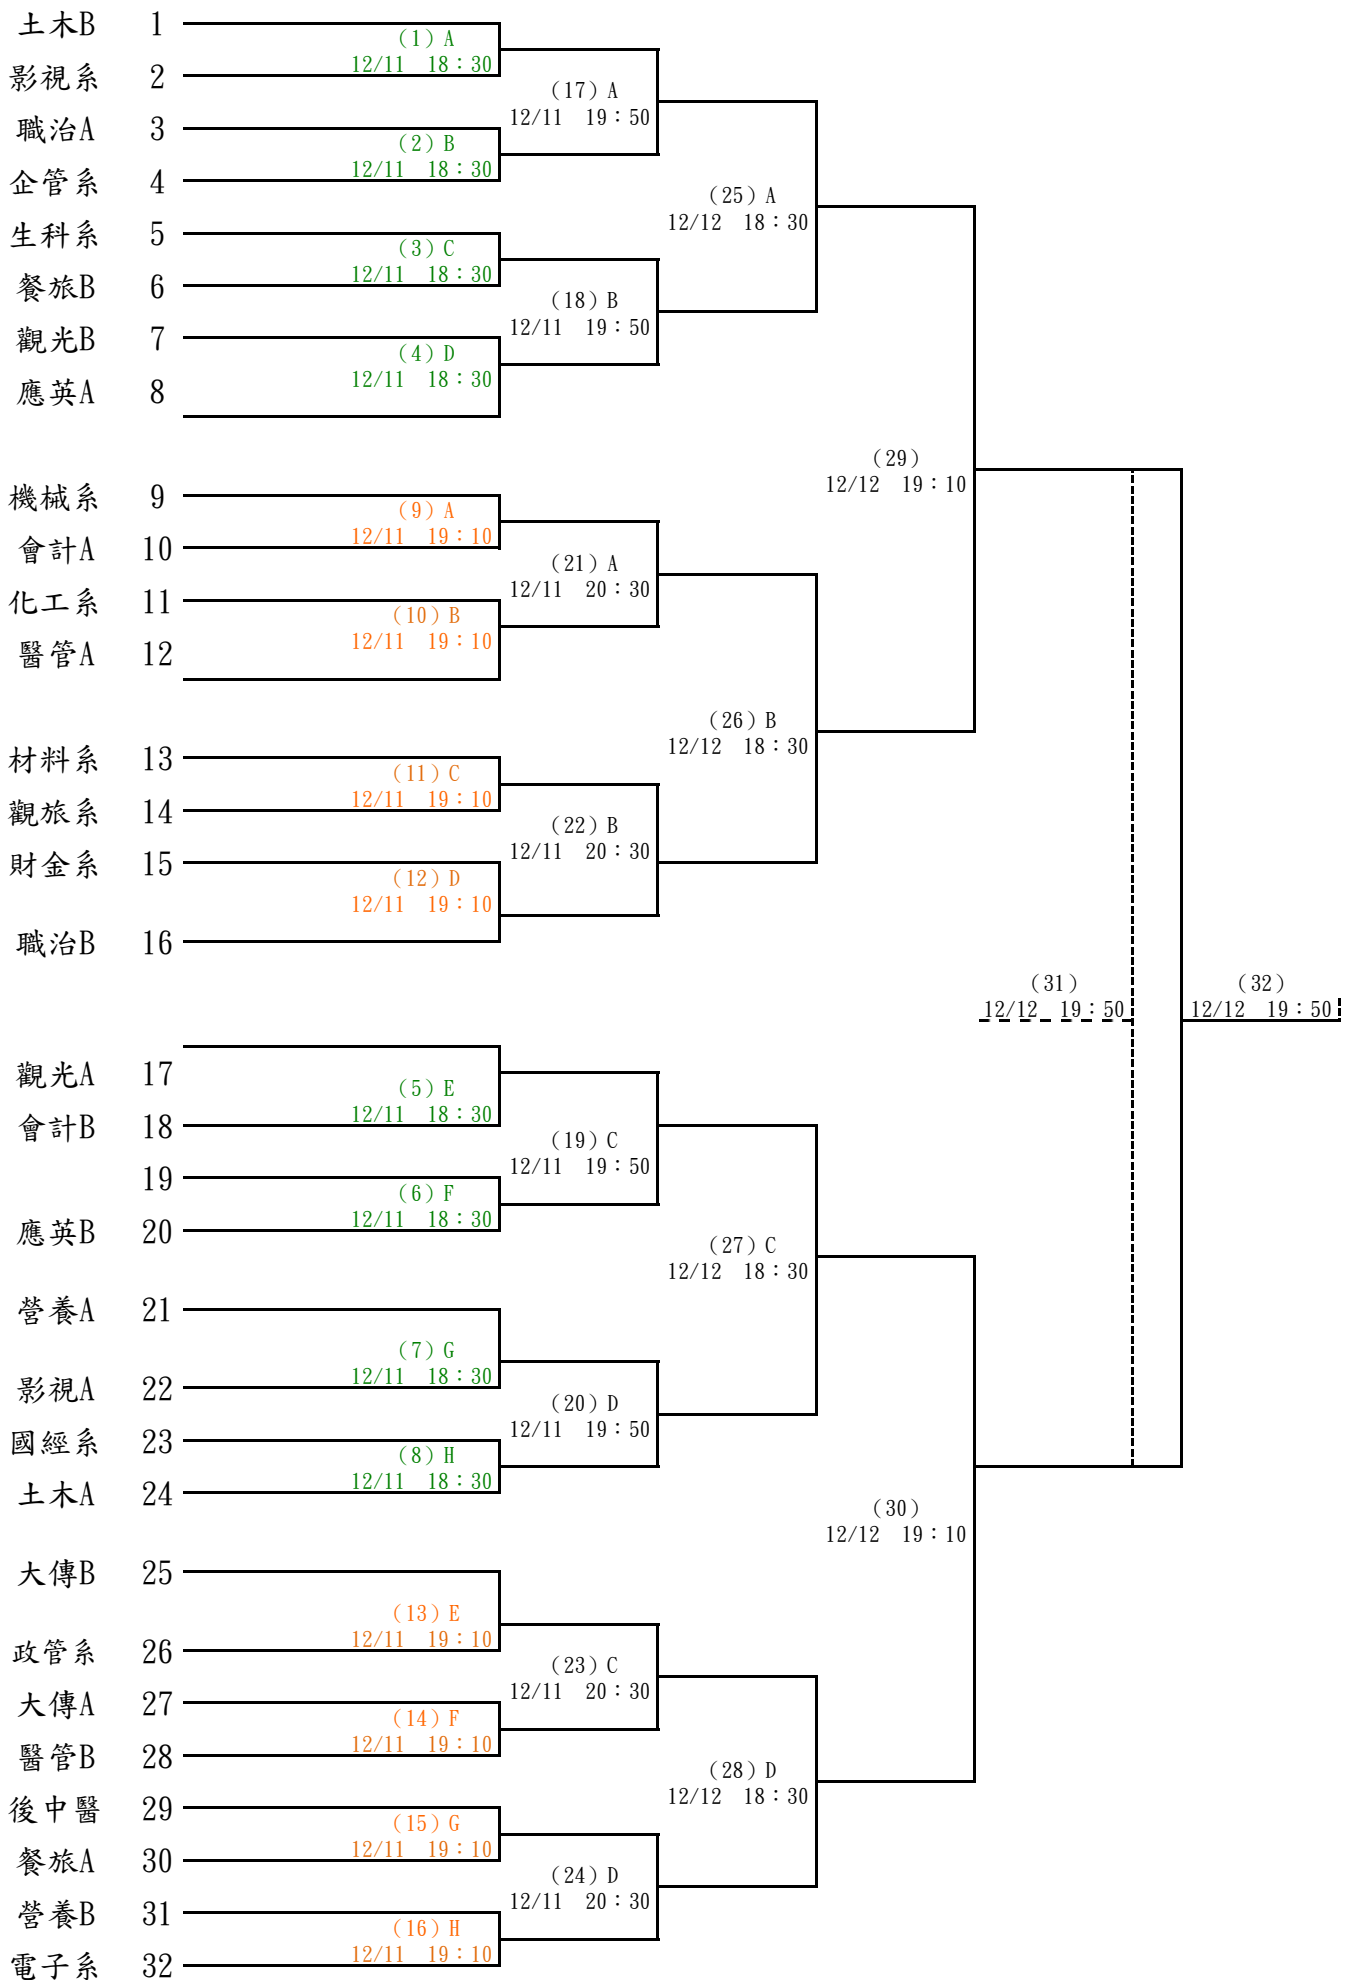 土木B 1
（1）A
12/11 18：30
影視系 2
（17）A
12/11 19：50
職治A 3
（2）B
12/11 18：30
企管系 4
（25）A
12/12 18：30
生科系 5
（3）C
12/11 18：30
餐旅B 6
（18）B
12/11 19：50
觀光B 7
（4）D
12/11 18：30
應英A 8
（29）
12/12 19：10
機械系 9
（9）A
12/11 19：10
會計A 10
（21）A
12/11 20：30
化工系 11
（10）B
12/11 19：10
醫管A 12
（26）B
12/12 18：30
材料系 13
（11）C
12/11 19：10
觀旅系 14
（22）B
12/11 20：30
財金系 15
（12）D
12/11 19：10
職治B 16
（31）
12/12 19：50
（32）
12/12 19：50
觀光A 17
（5）E
12/11 18：30
會計B 18
（19）C
12/11 19：50
19
（6）F
12/11 18：30
應英B 20
（27）C
12/12 18：30
營養A 21
（7）G
12/11 18：30
影視A 22
（20）D
12/11 19：50
國經系 23
（8）H
12/11 18：30
土木A 24
（30）
12/12 19：10
大傳B 25
（13）E
12/11 19：10
政管系 26
（23）C
12/11 20：30
大傳A 27
（14）F
12/11 19：10
醫管B 28
（28）D
12/12 18：30
後中醫 29
（15）G
12/11 19：10
餐旅A 30
（24）D
12/11 20：30
營養B 31
（16）H
12/11 19：10
電子系 32